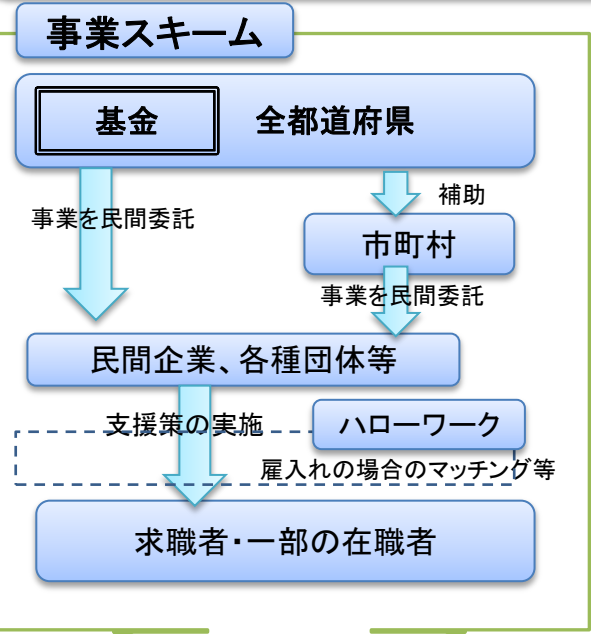 事業スキーム
基金
全都道府県
補助
事業を民間委託
市町村
事業を民間委託
民間企業、各種団体等
支援策の実施
ハローワーク
雇入れの場合のマッチング等
求職者・一部の在職者